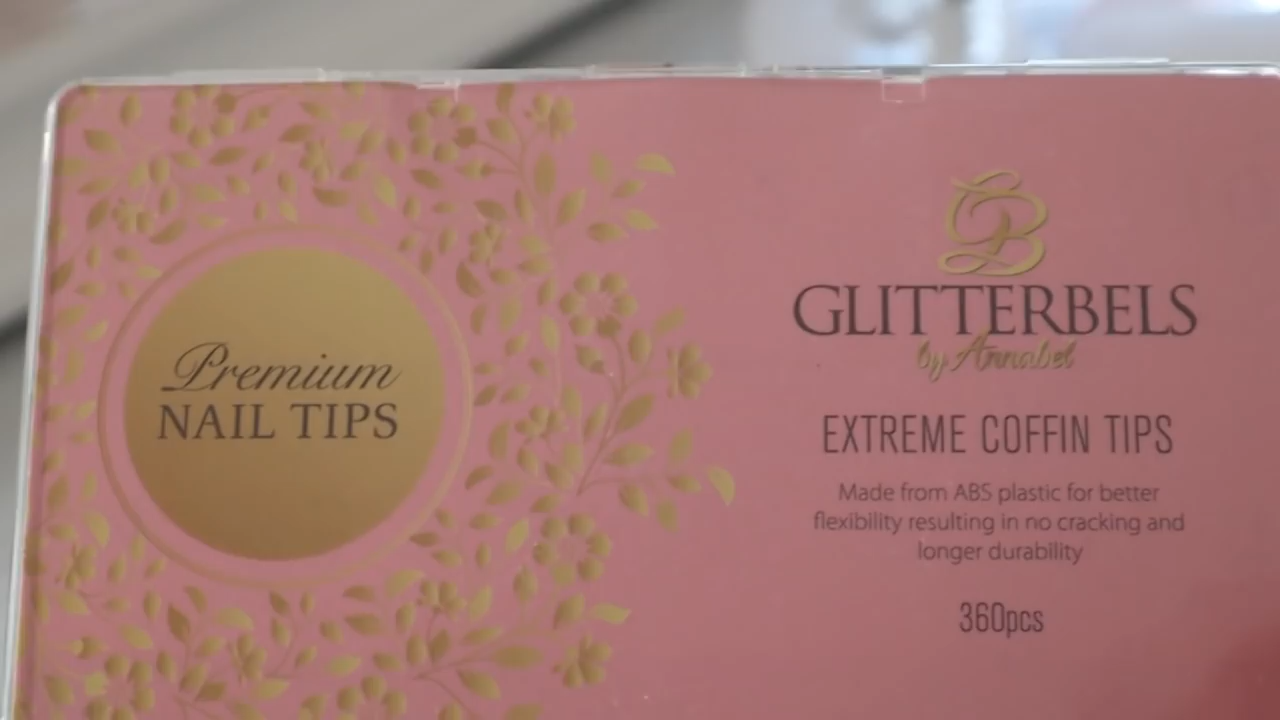 Premium
NAIL TIPS
GB
GLITTERBELS
by Annabel
EXTREME COFFIN TIPS
Made from ABS plastic for better
flexibility resulting in no cracking and
longer durability
360pcs